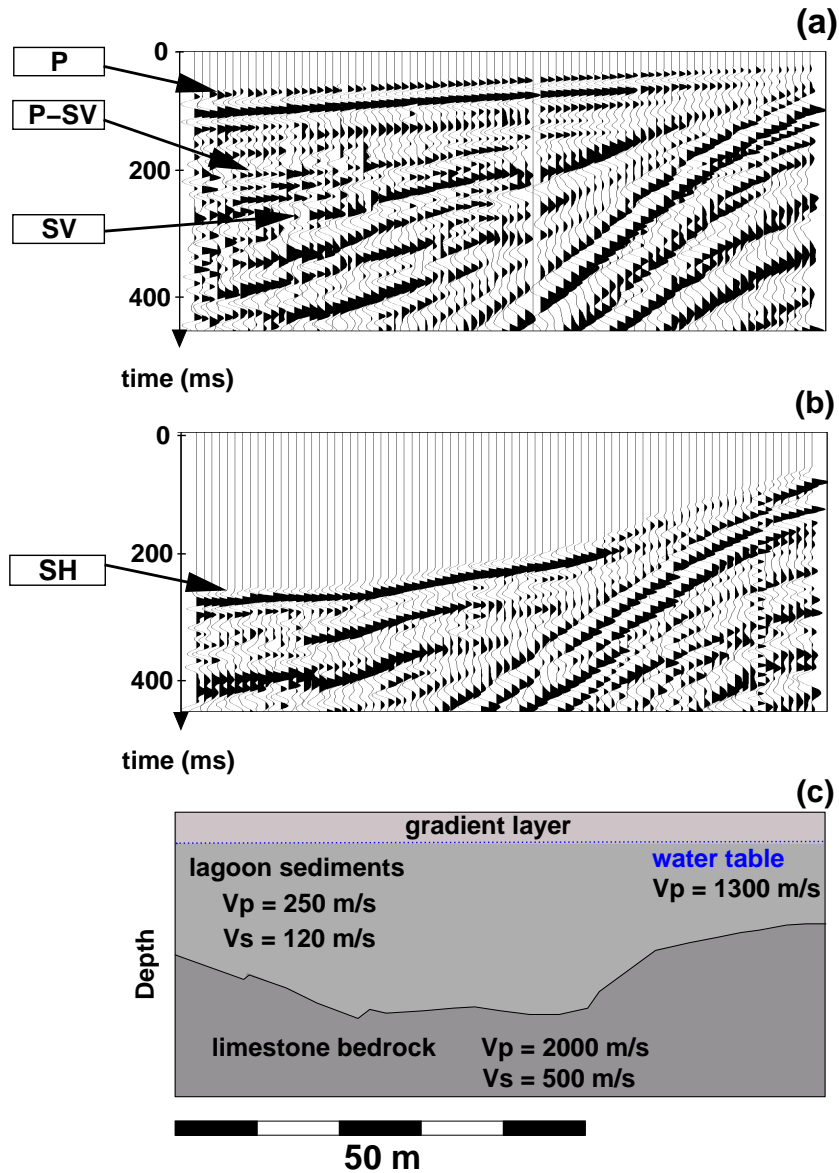 (a)
0
P
P–SV
200
SV
400
time (ms)
(b)
0
200
SH
400
time (ms)
(c)
gradient layer
lagoon sediments
water table
Vp = 250 m/s
Vp = 1300 m/s
Vs = 120 m/s
Depth
limestone bedrock
Vp = 2000 m/s
Vs = 500 m/s
50 m